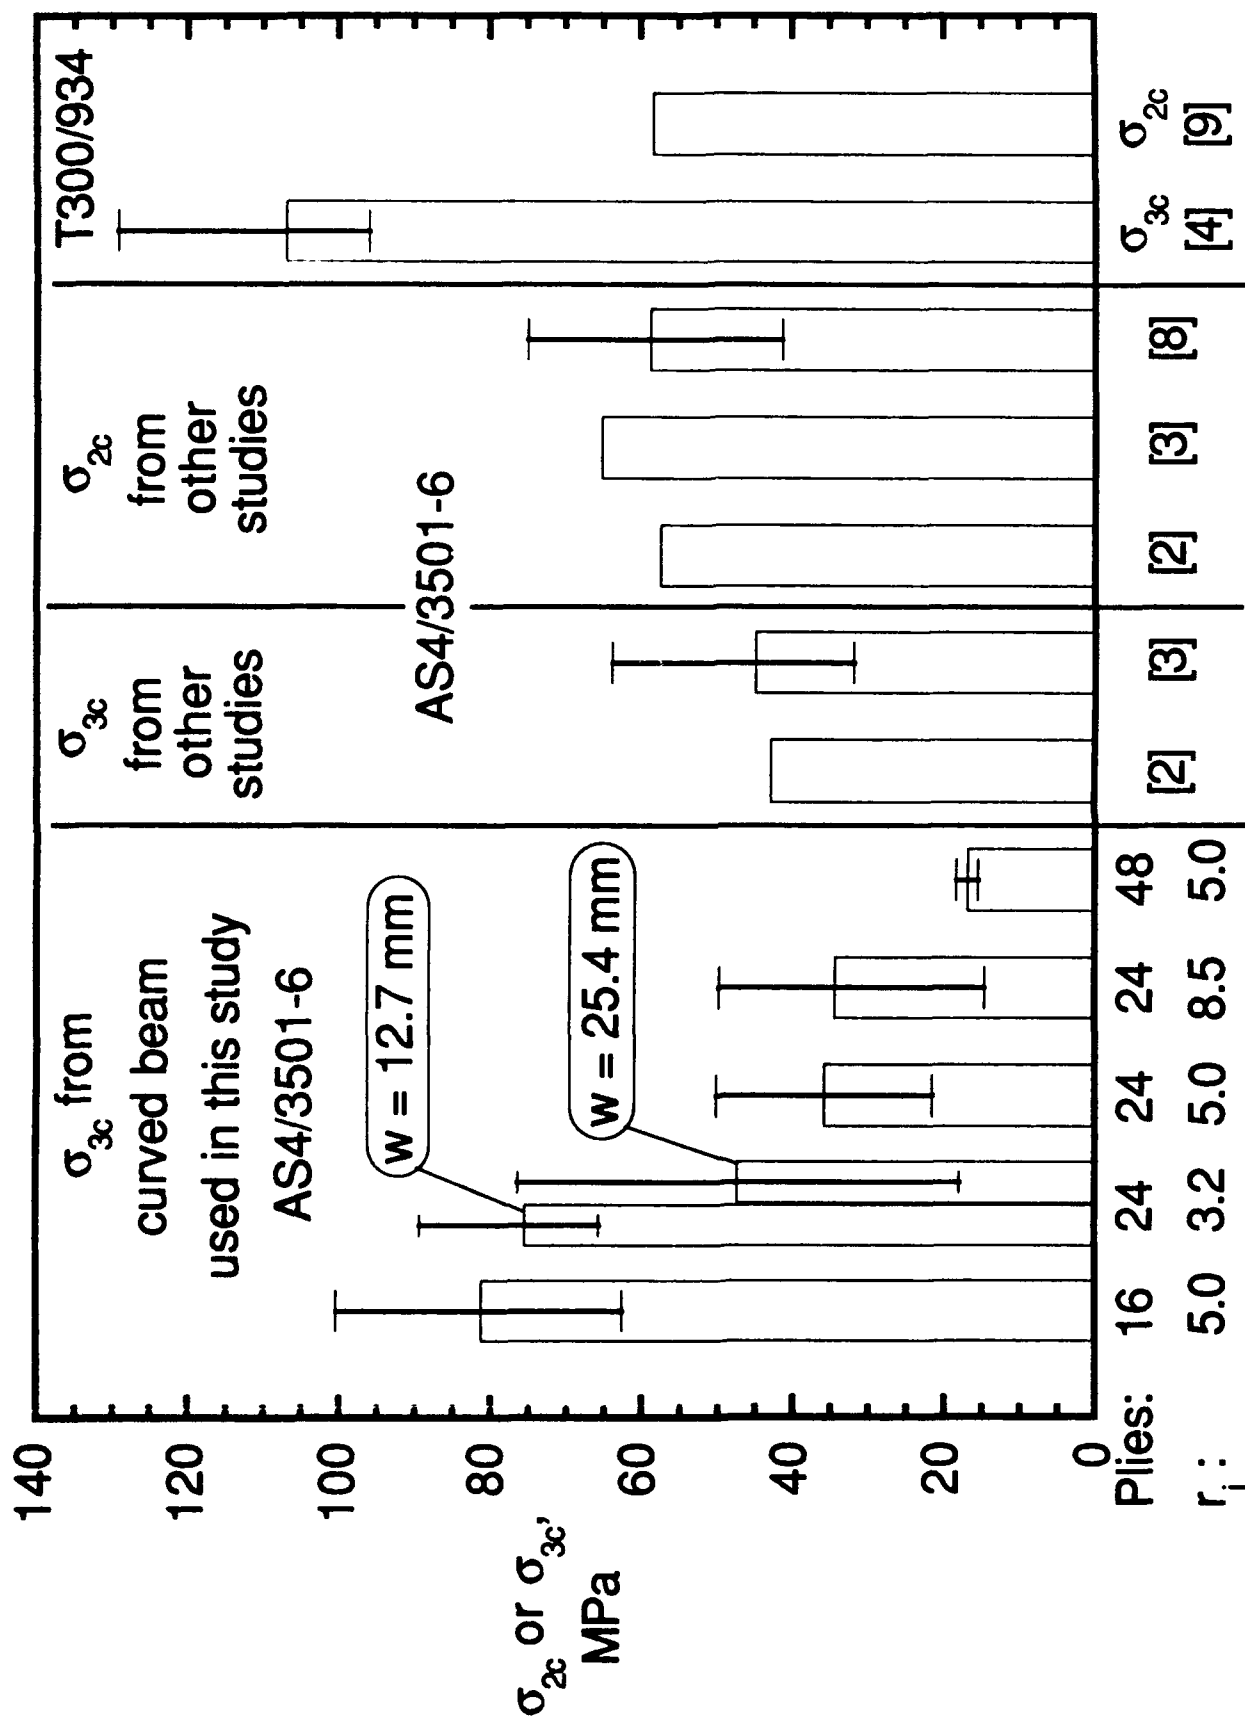 σ2c or σ3c,
MPa
140
120
100
80
60
40
20
0
σ3c from
curved beam
used in this study
AS4/3501-6
w = 12.7 mm
w = 25.4 mm
σ3c
from
other
studies
σ2c
from
other
studies
AS4/3501-6
T300/934
Plies: 16 24 24 24 48 [2] [3] [2] [3] [8] σ3c σ2c
ri : 5.0 3.2 5.0 8.5 5.0 [4] [9]